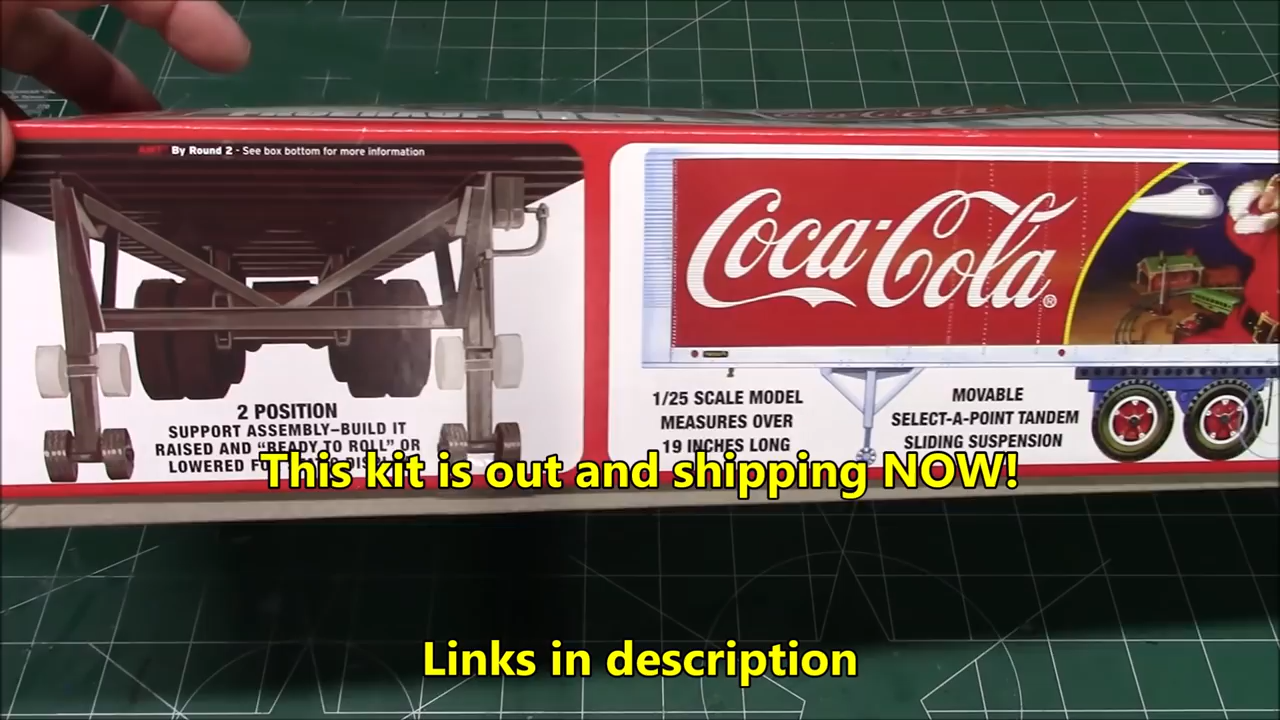 AMT By Round 2 - See box bottom for more information
Coca-Cola®
2 POSITION
SUPPORT ASSEMBLY–BUILD IT
RAISED AND “READY TO ROLL” OR
LOWERED
1/25 SCALE MODEL
MEASURES OVER
19 INCHES LONG
MOVABLE
SELECT-A-POINT TANDEM
SLIDING SUSPENSION
This kit is out and shipping NOW!
Links in description